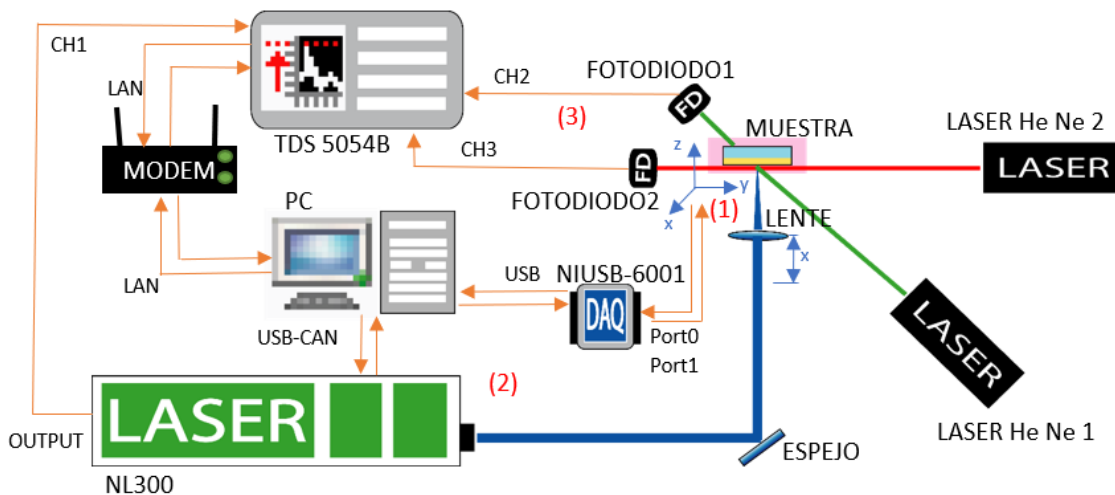 CH1
LAN
CH2
FOTODIODO1
FD
(3)
MUESTRA
LASER He Ne 2
TDS 5054B
MODEM
CH3
FD
z
LASER
PC
FOTODIODO2
y
x
(1)
LENTE
x
LAN
USB
NIUSB-6001
DAQ
USB-CAN
Port0
Port1
LASER
(2)
LASER
OUTPUT
ESPEJO
LASER He Ne 1
NL300